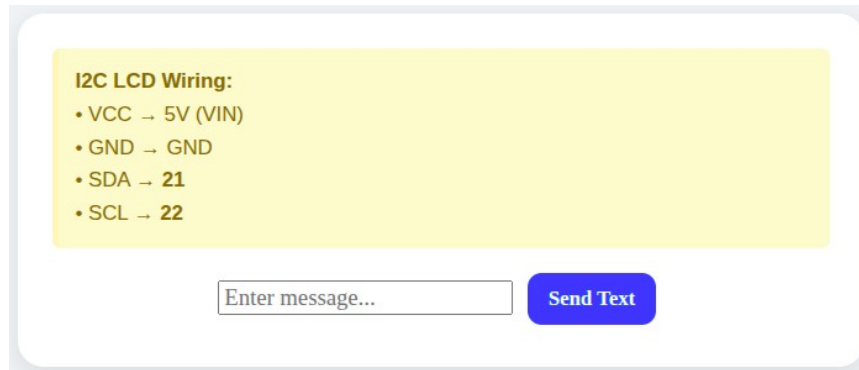 I2C LCD Wiring:
• VCC → 5V (VIN)
• GND → GND
• SDA → 21
• SCL → 22
Enter message... Send Text